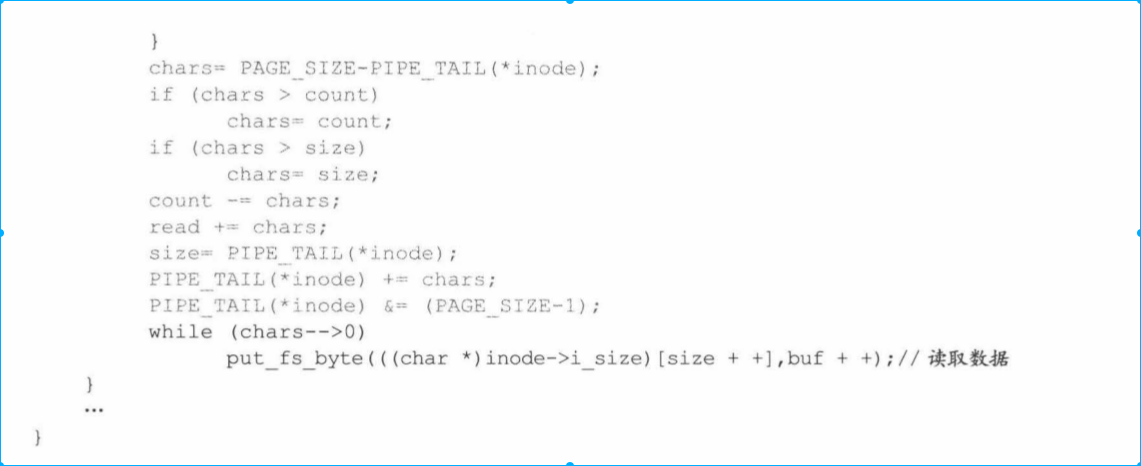 }
chars= PAGE_SIZE-PIPE_TAIL(*inode);
if (chars > count)
chars= count;
if (chars > size)
chars= size;
count -= chars;
read += chars;
size= PIPE_TAIL(*inode);
PIPE_TAIL(*inode) += chars;
PIPE_TAIL(*inode) &= (PAGE_SIZE-1);
while (chars-->0)
put_fs_byte(((char *)inode->i_size)[size + +],buf + +);// 读取数据
}
...
}